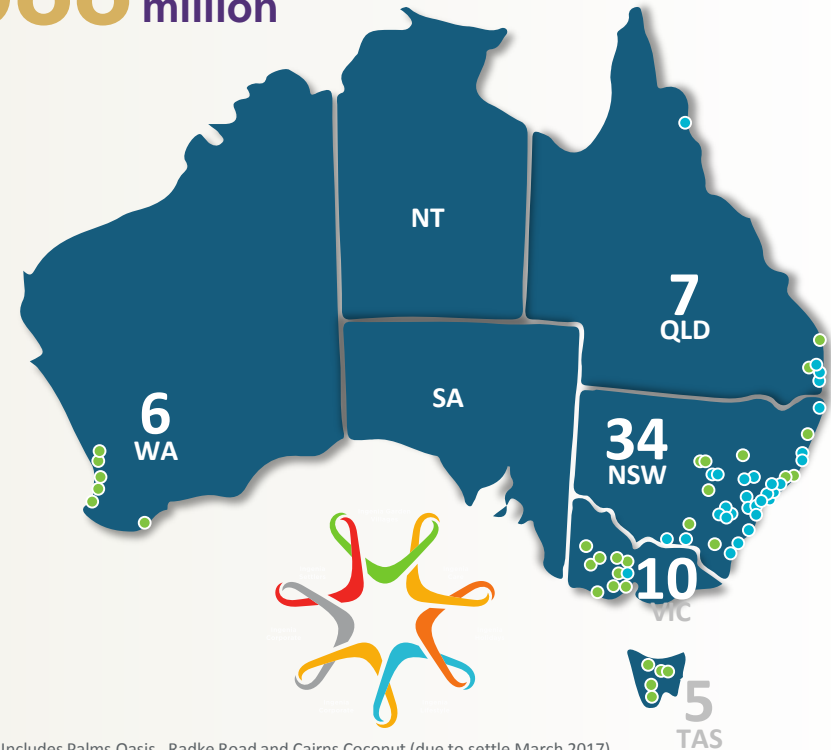 million
NT
7
QLD
6
WA
SA
34
NSW
10
VIC
5
TAS
Includes Palms Oasis, Radke Road and Cairns Coconut (due to settle March 2017)